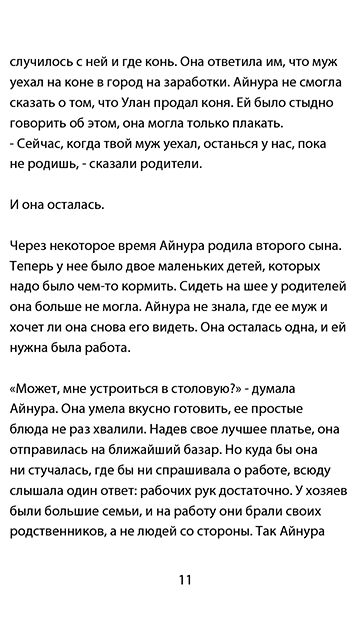 случилось с ней и где конь. Она ответила им, что муж
уехал на коне в город на заработки. Айнура не смогла
сказать о том, что Улан продал коня. Ей было стыдно
говорить об этом, она могла только плакать.
- Сейчас, когда твой муж уехал, останься у нас, пока
не родишь, - сказали родители.
И она осталась.
Через некоторое время Айнура родила второго сына.
Теперь у нее было двое маленьких детей, которых
надо было чем-то кормить. Сидеть на шее у родителей
она больше не могла. Айнура не знала, где ее муж и
хочет ли она снова его видеть. Она осталась одна, и ей
нужна была работа.
«Может, мне устроиться в столовую?» - думала
Айнура. Она умела вкусно готовить, ее простые
блюда не раз хвалили. Надев свое лучшее платье, она
отправилась на ближайший базар. Но куда бы она
ни стучалась, где бы ни спрашивала о работе, всюду
слышала один ответ: рабочих рук достаточно. У хозяев
были большие семьи, и на работу они брали своих
родственников, а не людей со стороны. Так Айнура
11